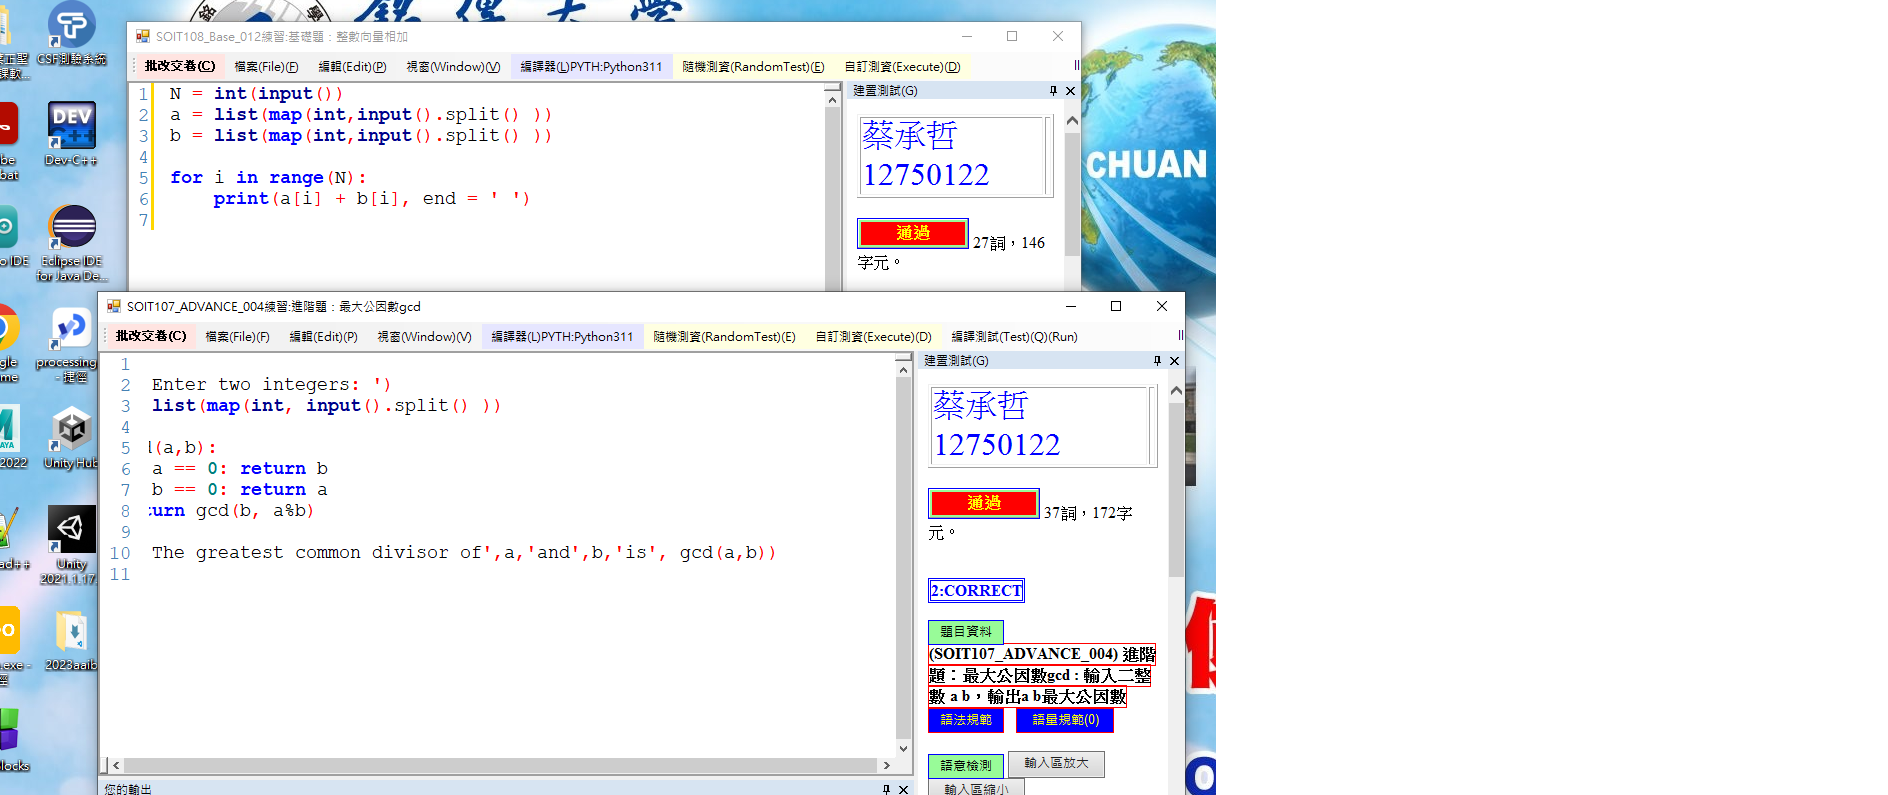 銘傳大學
CSF測驗系統
Dev-C++
Eclipse IDE
for Java De...
processing
- 捷徑
Unity Hub
Unity
2021.1.17.
2023aaib
CHUAN
SOIT108_Base_012練習:基礎題：整數向量相加
批改交卷(C) 檔案(File)(F) 編輯(Edit)(P) 視窗(Window)(V) 編譯器(L)PYTH:Python311 隨機測資(RandomTest)(E) 自訂測資(Execute)(D)
1 N = int(input())
2 a = list(map(int,input().split() ))
3 b = list(map(int,input().split() ))
4
5 for i in range(N):
6 print(a[i] + b[i], end = ' ')
7
建置測試(G)
蔡承哲
12750122
通過 27詞，146
字元。
SOIT107_ADVANCE_004練習:進階題：最大公因數gcd
批改交卷(C) 檔案(File)(F) 編輯(Edit)(P) 視窗(Window)(V) 編譯器(L)PYTH:Python311 隨機測資(RandomTest)(E) 自訂測資(Execute)(D) 編譯測試(Test)(Q)(Run)
1
2 Enter two integers: ')
3 list(map(int, input().split() ))
4
5 (a,b):
6 a == 0: return b
7 b == 0: return a
8 urn gcd(b, a%b)
9
10 The greatest common divisor of',a,'and',b,'is', gcd(a,b))
11
建置測試(G)
蔡承哲
12750122
通過 37詞，172字
元。
2:CORRECT
題目資料
(SOIT107_ADVANCE_004) 進階
題：最大公因數gcd : 輸入二整
數 a b，輸出a b最大公因數
語法規範 語量規範(0)
語意檢測 輸入區放大
輸入區縮小
您的輸出